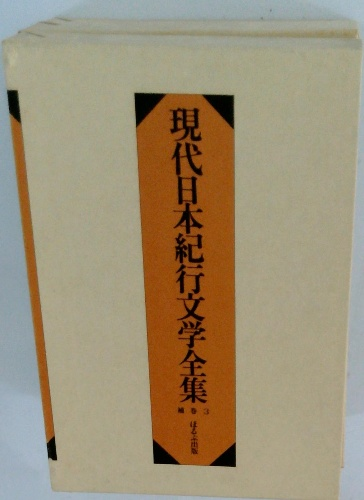 現代日本紀行文学全集
補巻3
ほるぷ出版